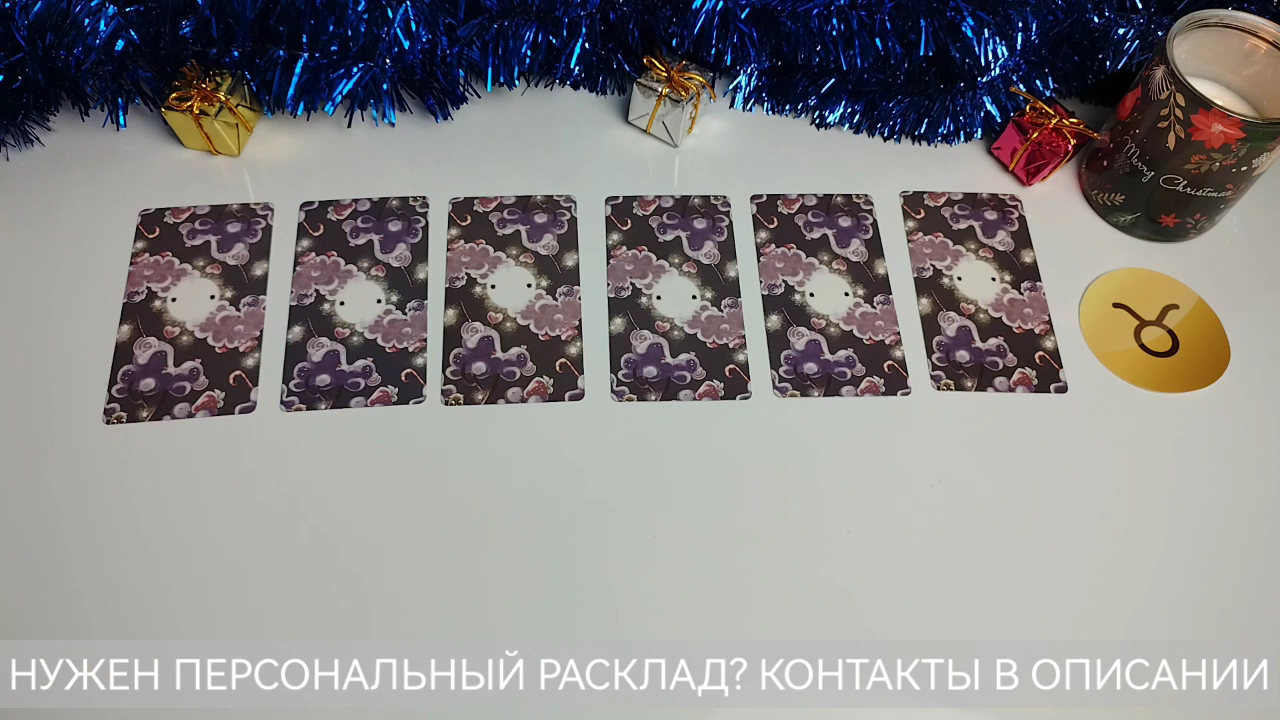 Merry Christmas
НУЖЕН ПЕРСОНАЛЬНЫЙ РАСКЛАД? КОНТАКТЫ В ОПИСАНИИ